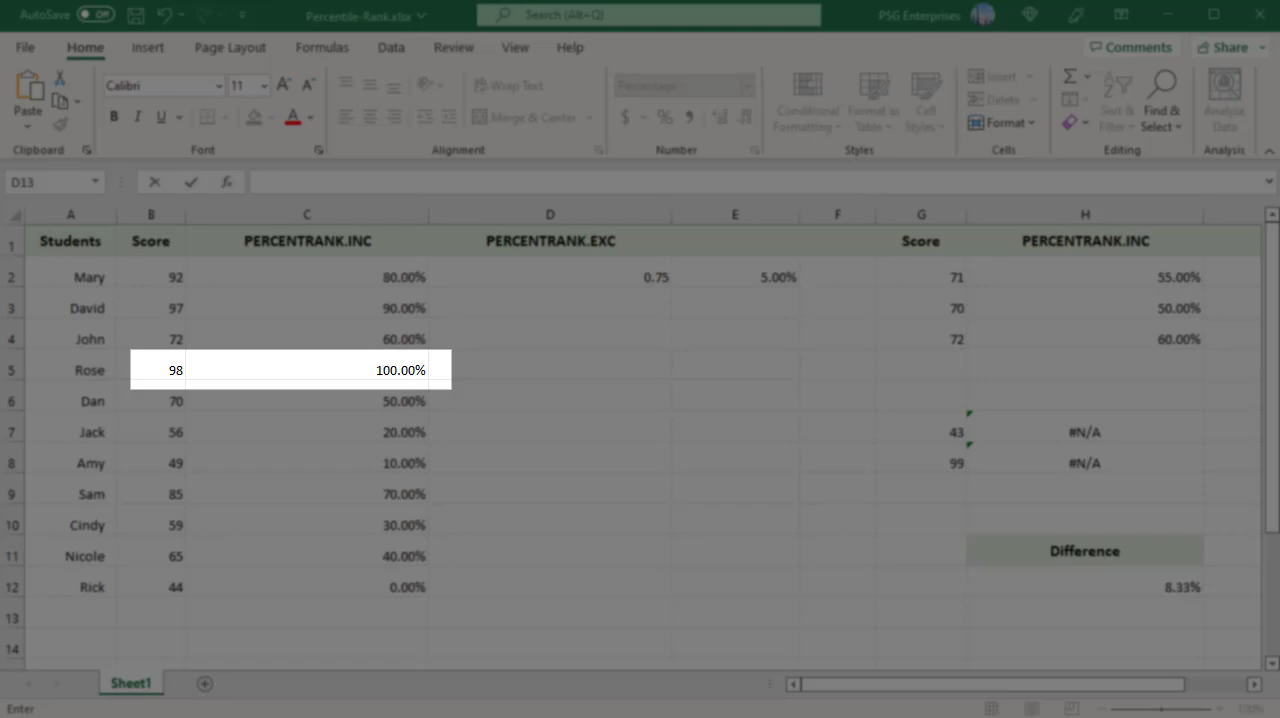 AutoSave Off Percentile-Rank.xlsx Search (Alt+Q) PSG Enterprises
File Home Insert Page Layout Formulas Data Review View Help Comments Share
Calibri 11 Wrap Text Percentage Insert
Paste Conditional Format as Cell Delete Sort & Find & Analyze
B I U A Merge & Center $ % 9 Formatting Table Styles Format Filter Select Data
Clipboard Font Alignment Number Styles Cells Editing Analysis
D13 fx
A B C D E F G H
1 Students Score PERCENTRANK.INC PERCENTRANK.EXC Score PERCENTRANK.INC
2 Mary 92 80.00% 0.75 5.00% 71 55.00%
3 David 97 90.00% 70 50.00%
4 John 72 60.00% 72 60.00%
5 Rose 98 100.00%
6 Dan 70 50.00%
7 Jack 56 20.00% 43 #N/A
8 Amy 49 10.00% 99 #N/A
9 Sam 85 70.00%
10 Cindy 59 30.00%
11 Nicole 65 40.00% Difference
12 Rick 44 0.00% 8.33%
13
14
Sheet1
Enter 100%